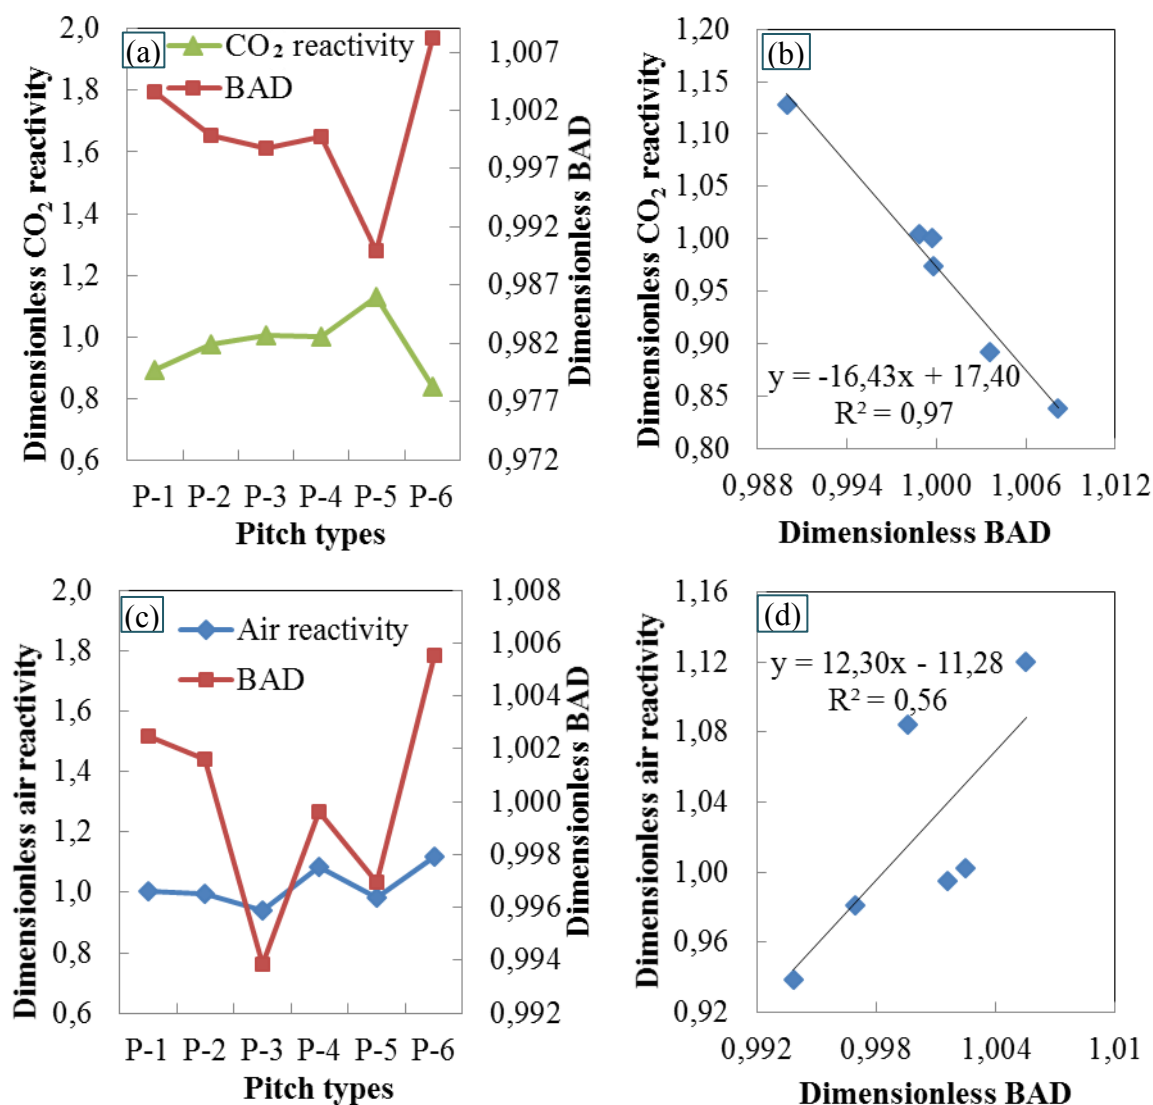 (a)
CO₂ reactivity
BAD
Dimensionless CO₂ reactivity
2,0
1,8
1,6
1,4
1,2
1,0
0,8
0,6
1,007
1,002
0,997
0,992
0,987
0,982
0,977
0,972
Dimensionless BAD
P-1 P-2 P-3 P-4 P-5 P-6
Pitch types
(b)
Dimensionless CO₂ reactivity
1,20
1,15
1,10
1,05
1,00
0,95
0,90
0,85
0,80
y = -16,43x + 17,40
R² = 0,97
0,988 0,994 1,000 1,006 1,012
Dimensionless BAD
(c)
Air reactivity
BAD
Dimensionless air reactivity
2,0
1,8
1,6
1,4
1,2
1,0
0,8
0,6
1,008
1,006
1,004
1,002
1,000
0,998
0,996
0,994
0,992
Dimensionless BAD
P-1 P-2 P-3 P-4 P-5 P-6
Pitch types
(d)
Dimensionless air reactivity
1,16
1,12
1,08
1,04
1,00
0,96
0,92
y = 12,30x - 11,28
R² = 0,56
0,992 0,998 1,004 1,01
Dimensionless BAD